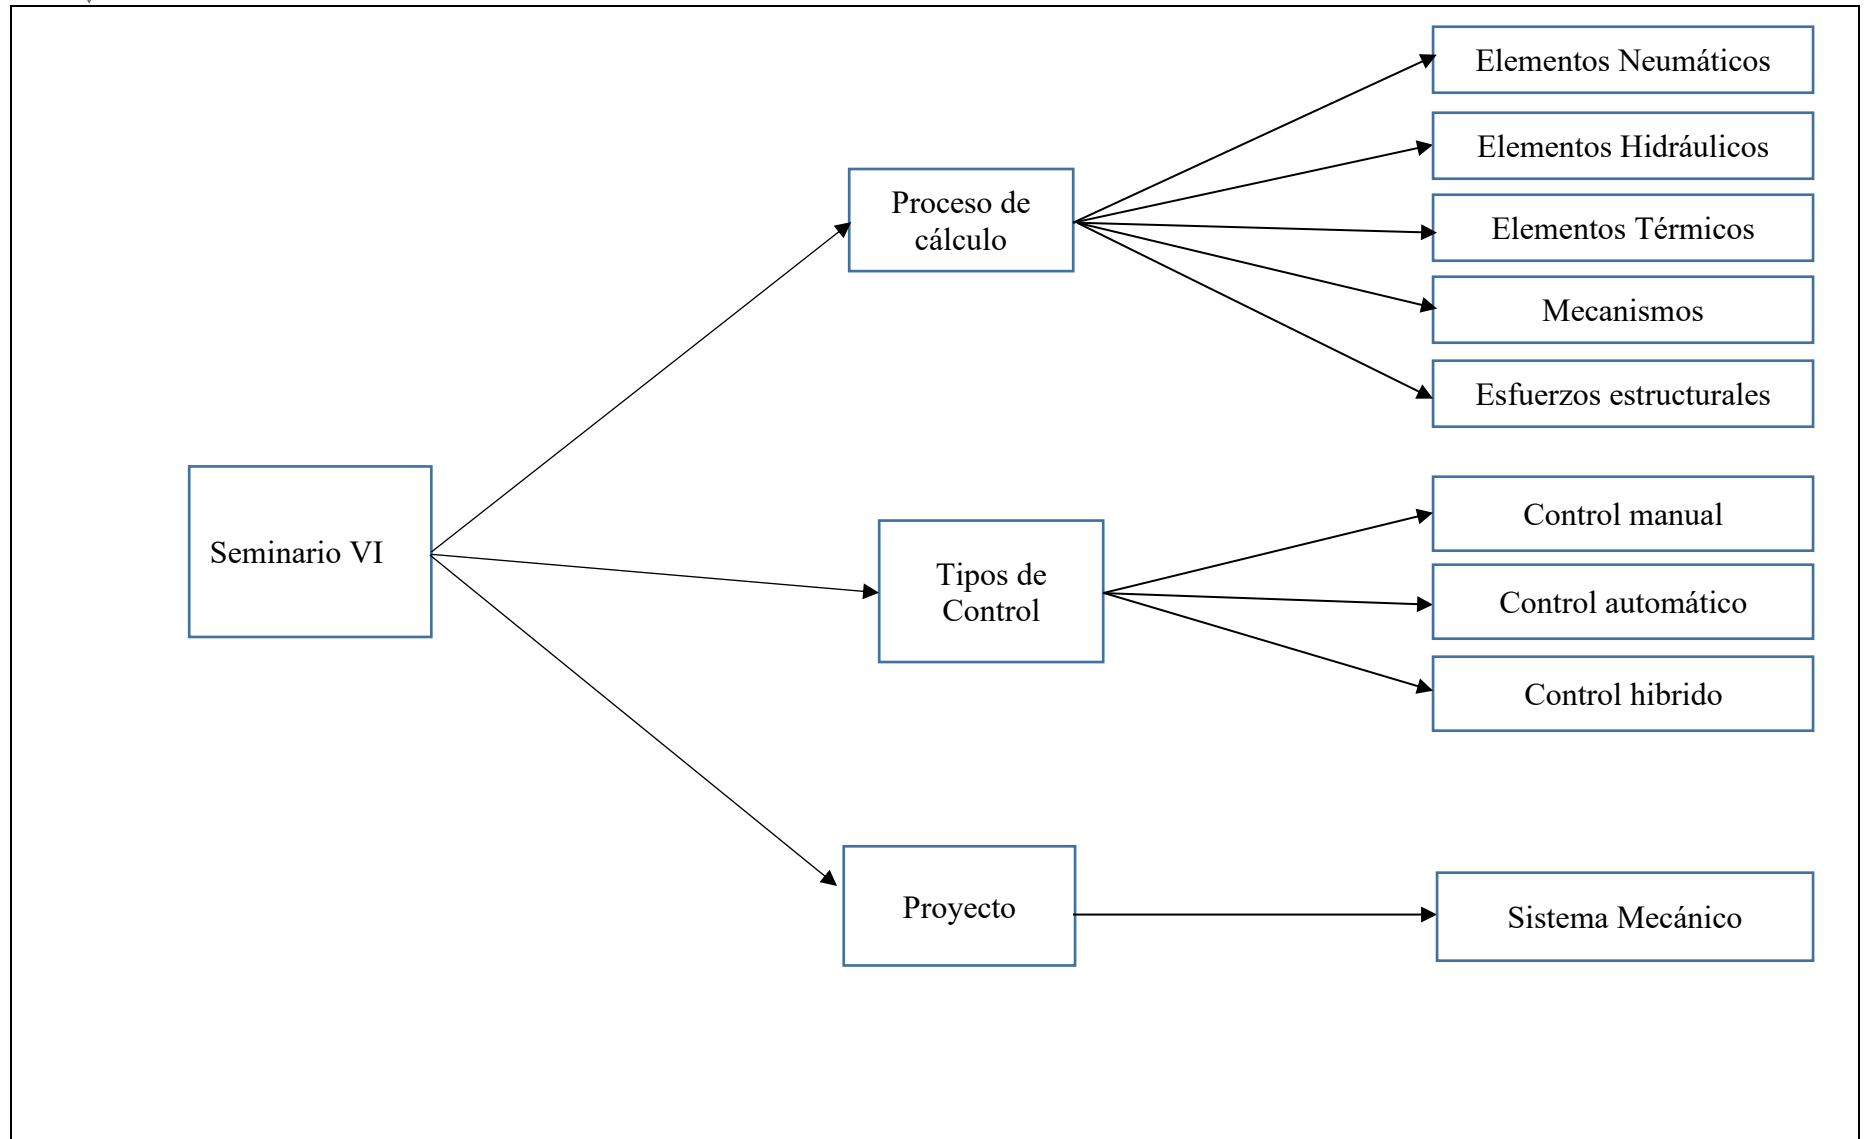 Elementos Neumáticos
Elementos Hidráulicos
Proceso de
cálculo
Elementos Térmicos
Mecanismos
Esfuerzos estructurales
Seminario VI
Control manual
Tipos de
Control
Control automático
Control hibrido
Proyecto
Sistema Mecánico